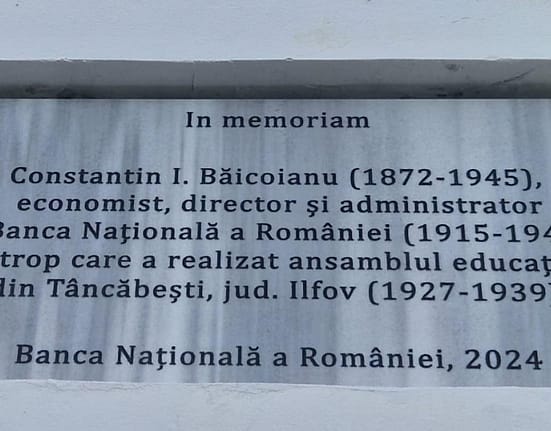 In memoriam
Constantin I. Băicoianu (1872-1945),
economist, director şi administrator
Banca Naţională a României (1915-194
trop care a realizat ansamblul educaţ
din Tâncăbeşti, jud. Ilfov (1927-1939)
Banca Naţională a României, 2024